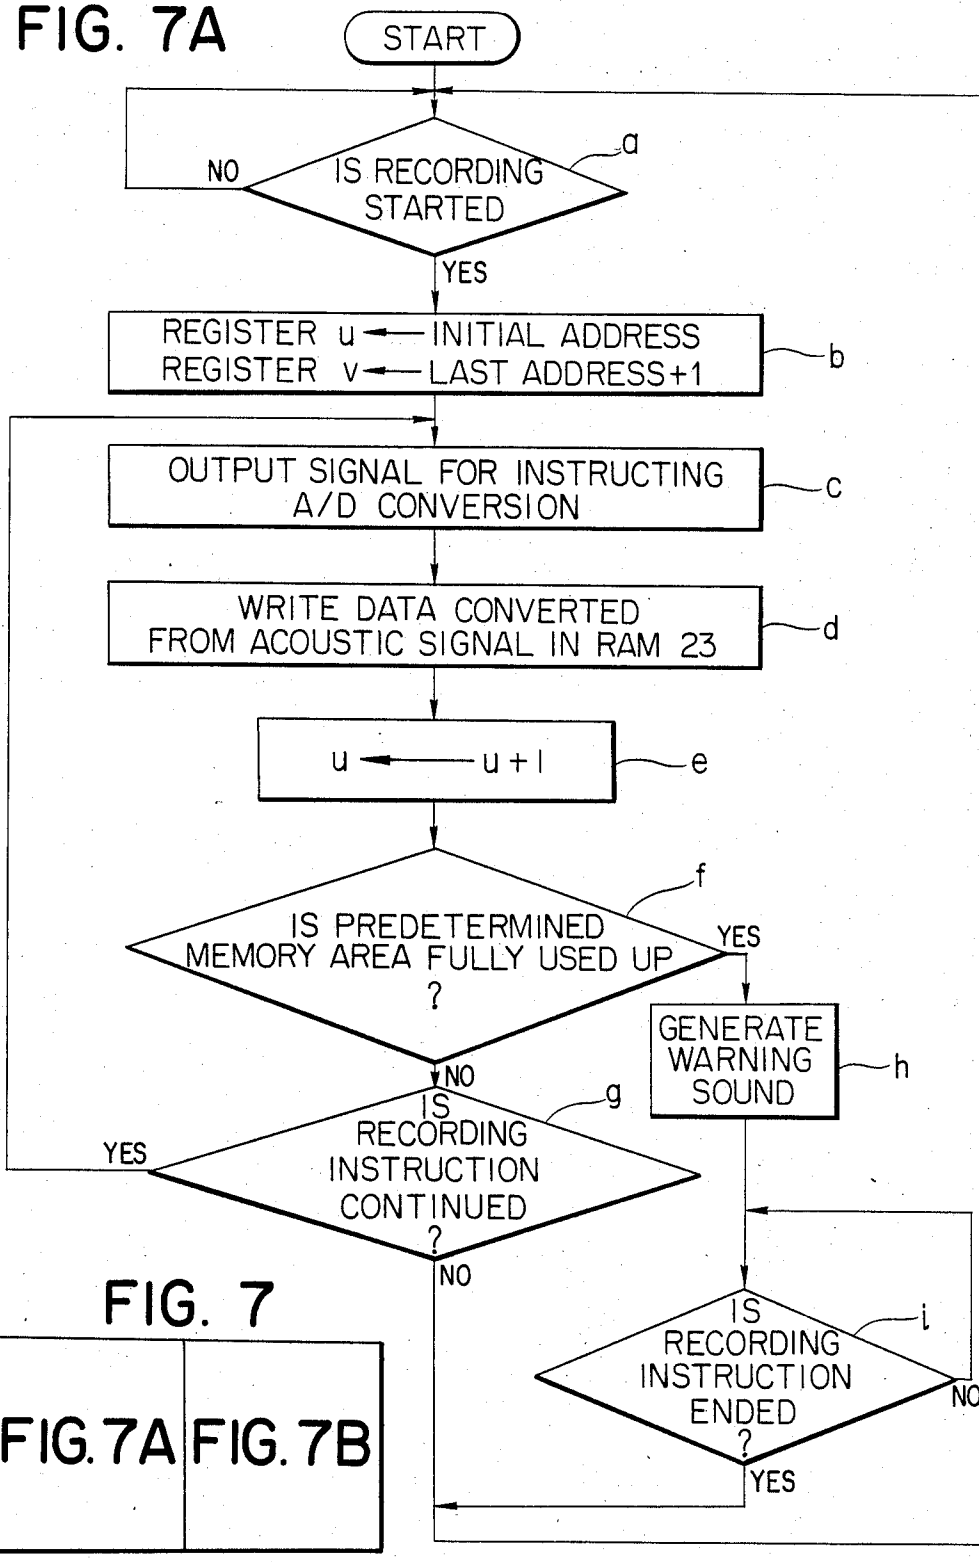 FIG. 7A
START
a
NO
IS RECORDING
STARTED
YES
REGISTER u ← INITIAL ADDRESS
REGISTER v ← LAST ADDRESS+1
b
OUTPUT SIGNAL FOR INSTRUCTING
A/D CONVERSION
c
WRITE DATA CONVERTED
FROM ACOUSTIC SIGNAL IN RAM 23
d
u ← u+1
e
f
IS PREDETERMINED
MEMORY AREA FULLY USED UP
?
YES
NO
GENERATE
WARNING
SOUND
h
g
IS
RECORDING
INSTRUCTION
CONTINUED
?
YES
NO
i
IS
RECORDING
INSTRUCTION
ENDED
?
NO
YES
FIG. 7
FIG. 7A
FIG. 7B